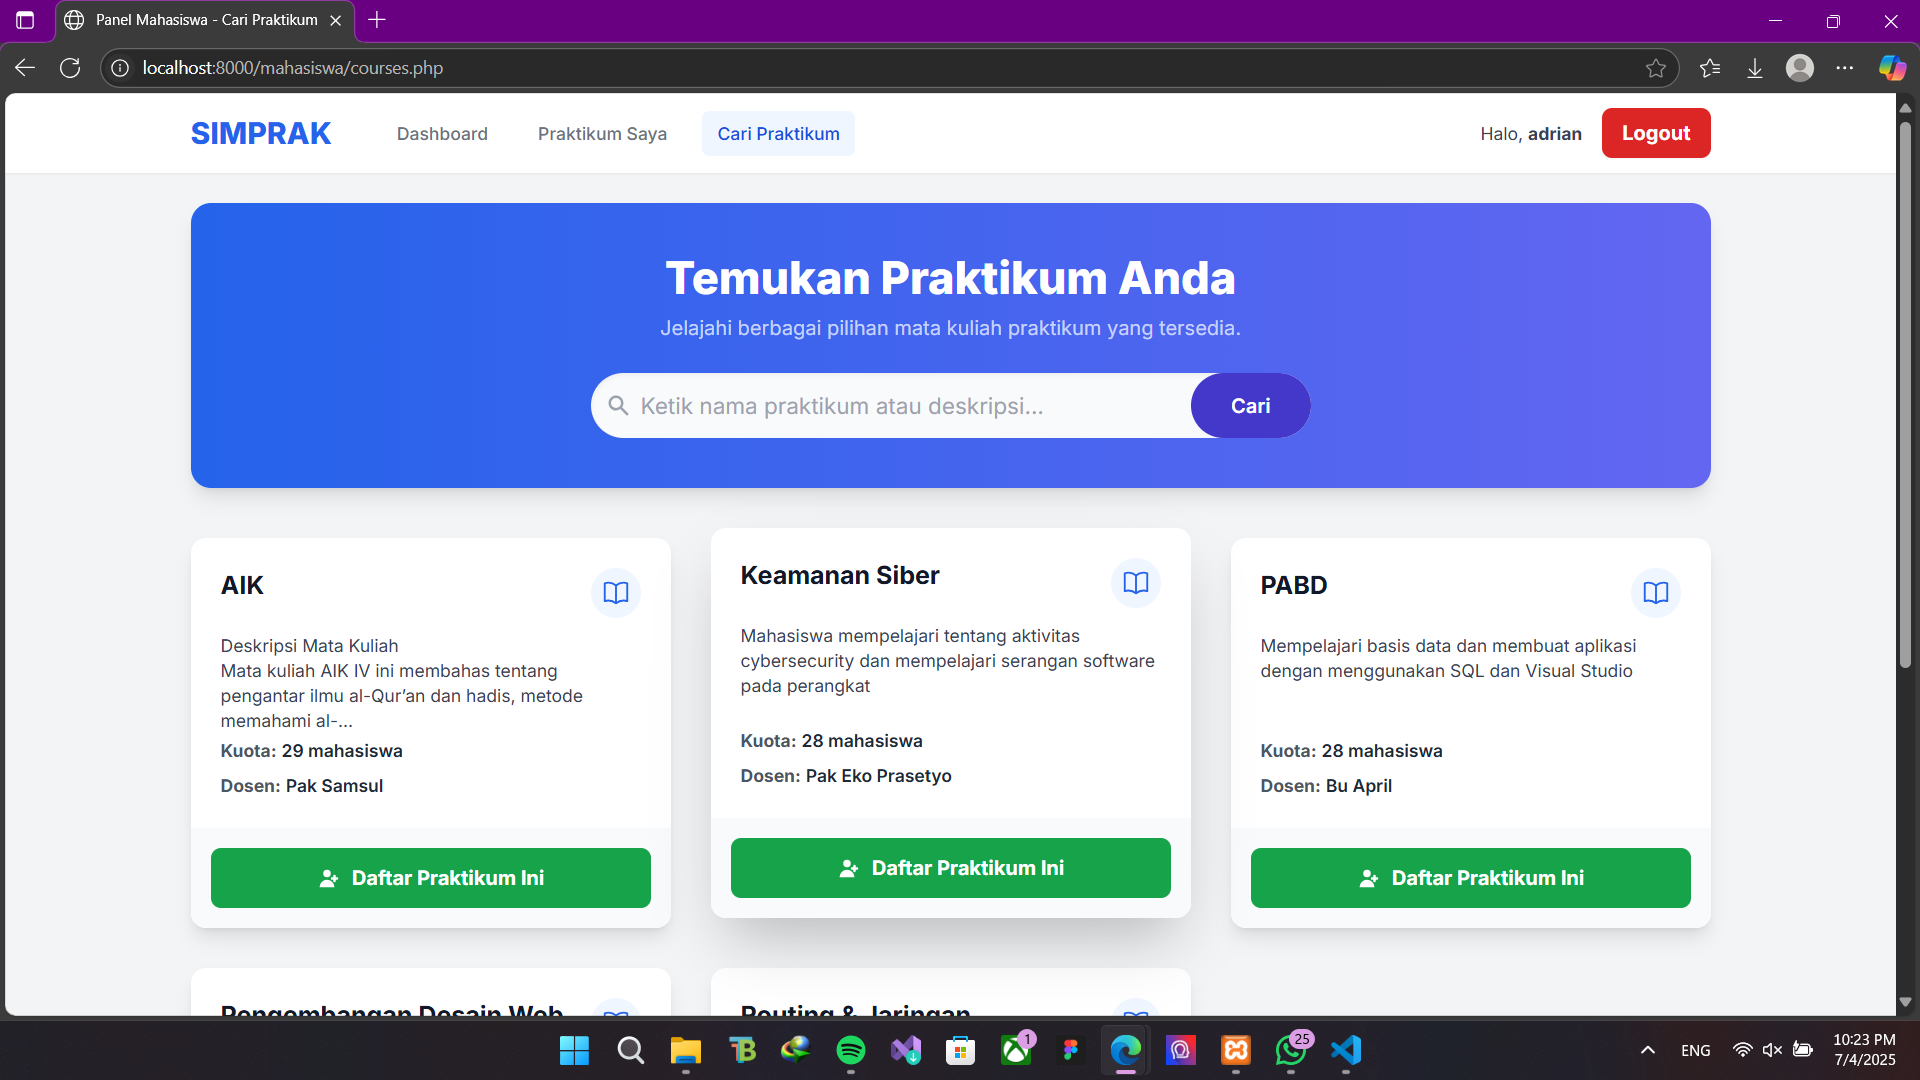 Panel Mahasiswa - Cari Praktikum
localhost:8000/mahasiswa/courses.php
SIMPRAK
Dashboard
Praktikum Saya
Cari Praktikum
Halo, adrian
Logout
Temukan Praktikum Anda
Jelajahi berbagai pilihan mata kuliah praktikum yang tersedia.
Ketik nama praktikum atau deskripsi...
Cari
AIK
Deskripsi Mata Kuliah
Mata kuliah AIK IV ini membahas tentang
pengantar ilmu al-Qur’an dan hadis, metode
memahami al-...
Kuota: 29 mahasiswa
Dosen: Pak Samsul
Daftar Praktikum Ini
Keamanan Siber
Mahasiswa mempelajari tentang aktivitas
cybersecurity dan mempelajari serangan software
pada perangkat
Kuota: 28 mahasiswa
Dosen: Pak Eko Prasetyo
Daftar Praktikum Ini
PABD
Mempelajari basis data dan membuat aplikasi
dengan menggunakan SQL dan Visual Studio
Kuota: 28 mahasiswa
Dosen: Bu April
Daftar Praktikum Ini
Pengembangan Desain Web
Routing & Jaringan
1
25
ENG
10:23 PM
7/4/2025